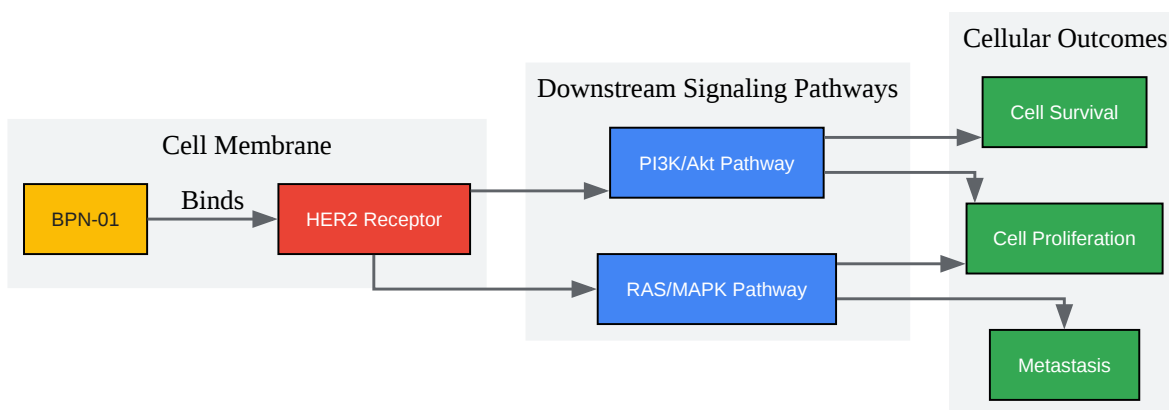 Cell Membrane
BPN-01
Binds
HER2 Receptor
Downstream Signaling Pathways
PI3K/Akt Pathway
RAS/MAPK Pathway
Cellular Outcomes
Cell Survival
Cell Proliferation
Metastasis